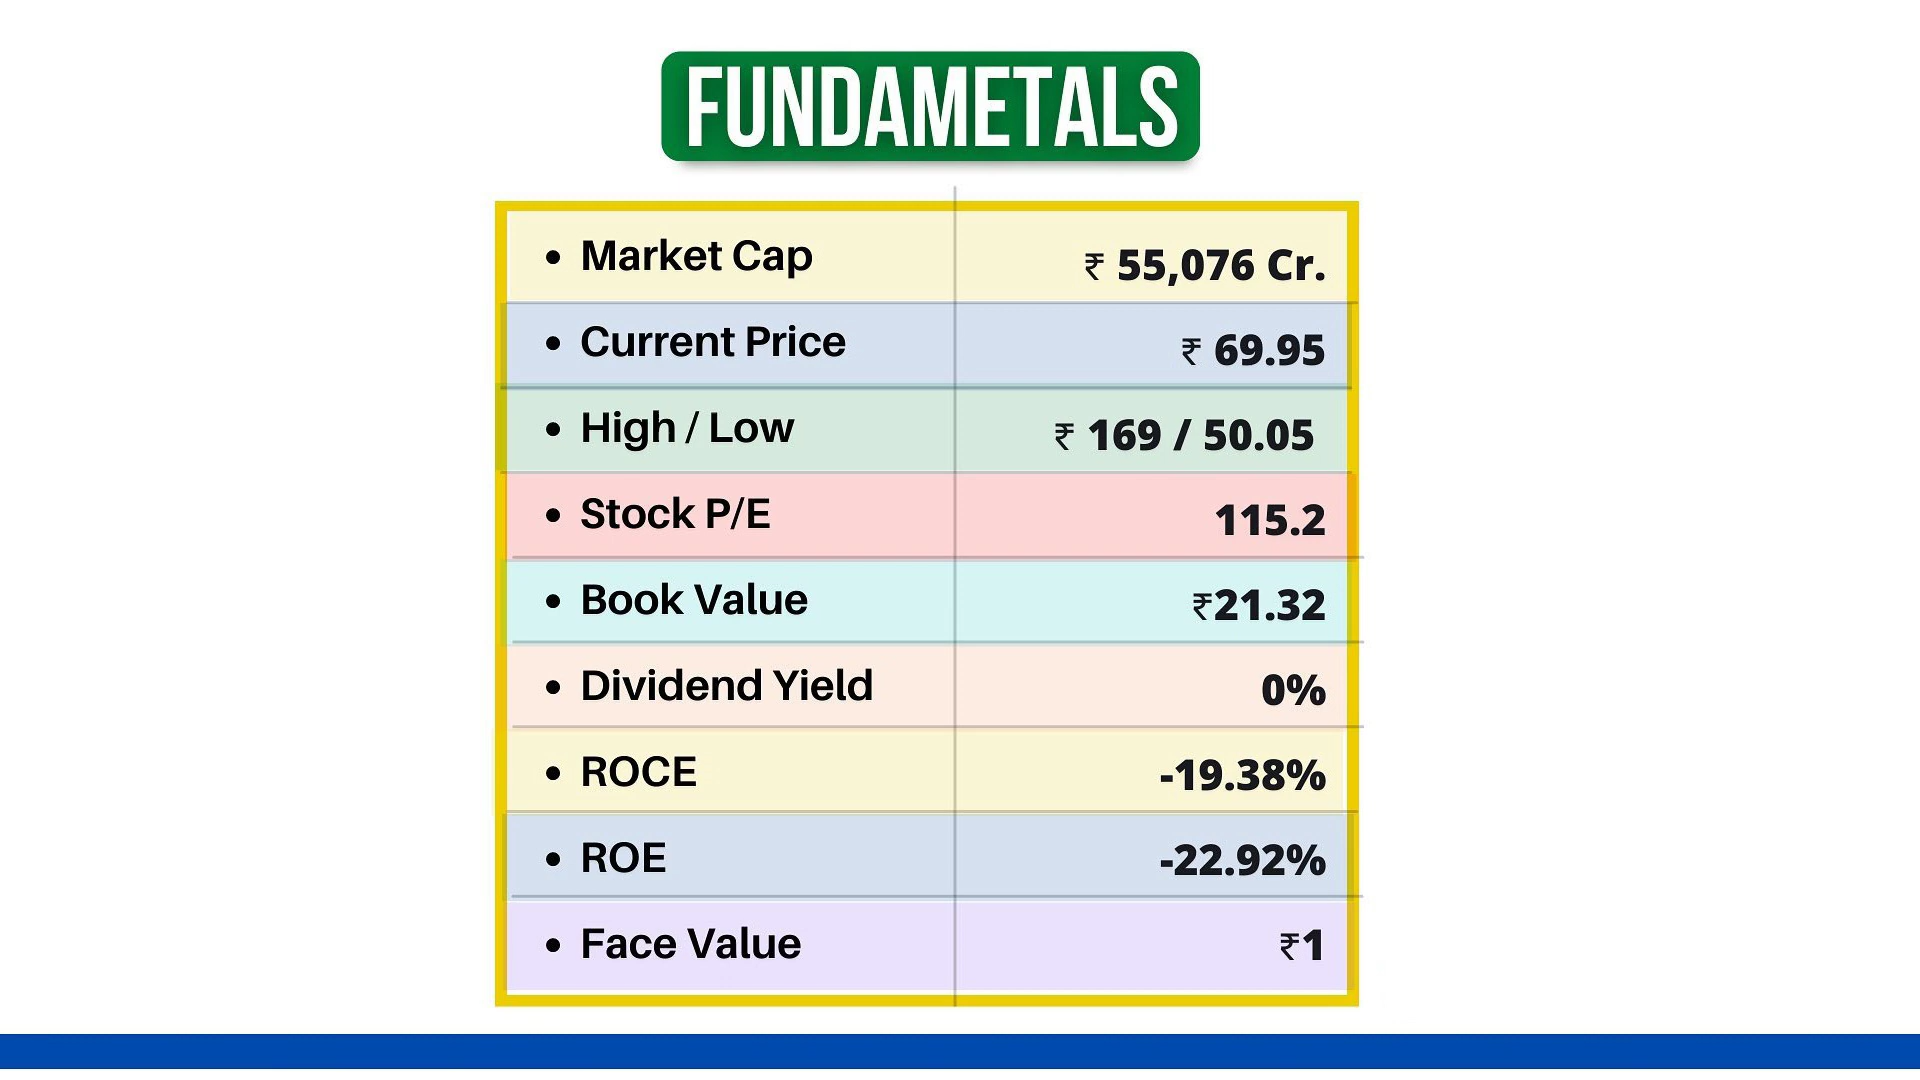 FUNDAMETALS
• Market Cap ₹ 55,076 Cr.
• Current Price ₹ 69.95
• High / Low ₹ 169 / 50.05
• Stock P/E 115.2
• Book Value ₹21.32
• Dividend Yield 0%
• ROCE -19.38%
• ROE -22.92%
• Face Value ₹1